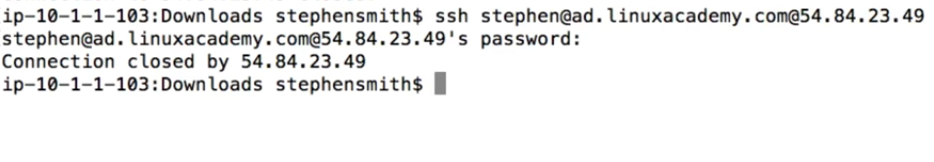 ip-10-1-1-103:Downloads stephensmith$ ssh stephen@ad.linuxacademy.com@54.84.23.49
stephen@ad.linuxacademy.com@54.84.23.49's password:
Connection closed by 54.84.23.49
ip-10-1-1-103:Downloads stephensmith$